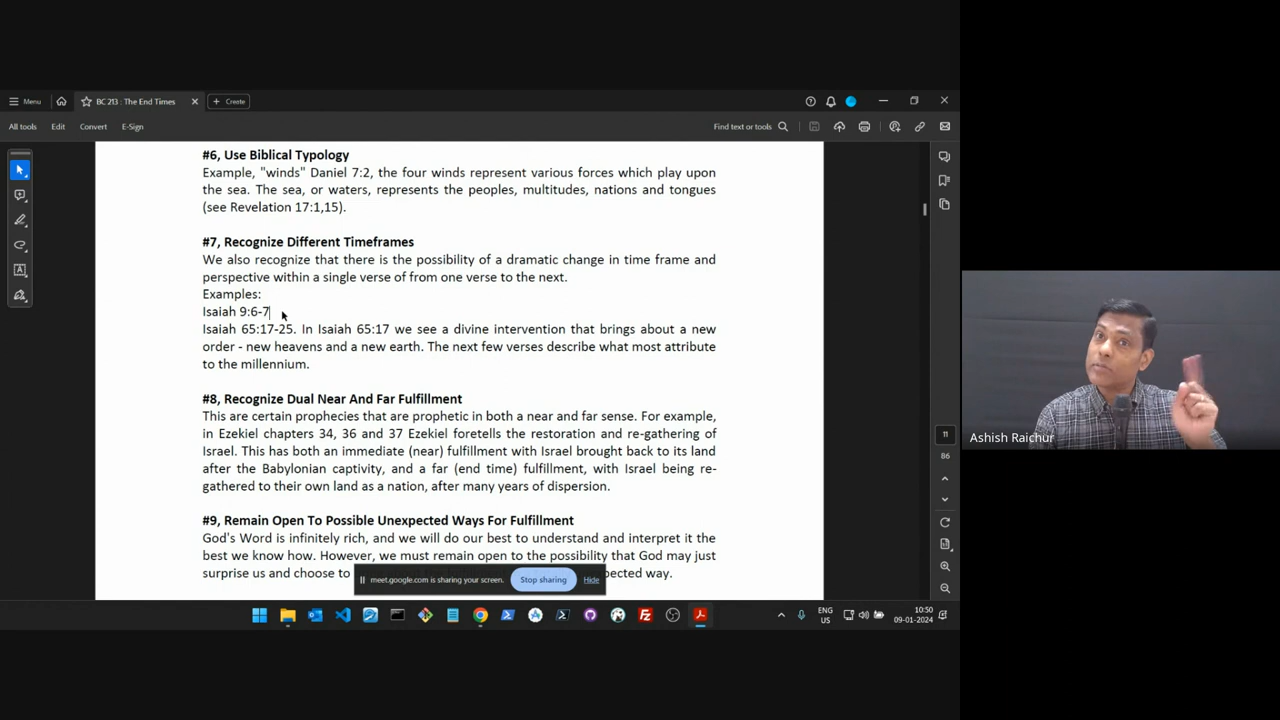 Menu
BC 213 : The End Times
Create
All tools
Edit
Convert
E-Sign
Find text or tools
#6, Use Biblical Typology
Example, "winds" Daniel 7:2, the four winds represent various forces which play upon
the sea. The sea, or waters, represents the peoples, multitudes, nations and tongues
(see Revelation 17:1,15).
#7, Recognize Different Timeframes
We also recognize that there is the possibility of a dramatic change in time frame and
perspective within a single verse of from one verse to the next.
Examples:
Isaiah 9:6-7
Isaiah 65:17-25. In Isaiah 65:17 we see a divine intervention that brings about a new
order - new heavens and a new earth. The next few verses describe what most attribute
to the millennium.
#8, Recognize Dual Near And Far Fulfillment
This are certain prophecies that are prophetic in both a near and far sense. For example,
in Ezekiel chapters 34, 36 and 37 Ezekiel foretells the restoration and re-gathering of
Israel. This has both an immediate (near) fulfillment with Israel brought back to its land
after the Babylonian captivity, and a far (end time) fulfillment, with Israel being re-
gathered to their own land as a nation, after many years of dispersion.
#9, Remain Open To Possible Unexpected Ways For Fulfillment
God's Word is infinitely rich, and we will do our best to understand and interpret it the
best we know how. However, we must remain open to the possibility that God may just
surprise us and choose to pected way.
meet.google.com is sharing your screen.
Stop sharing
Hide
11
86
Ashish Raichur
ENG
US
10:50
09-01-2024